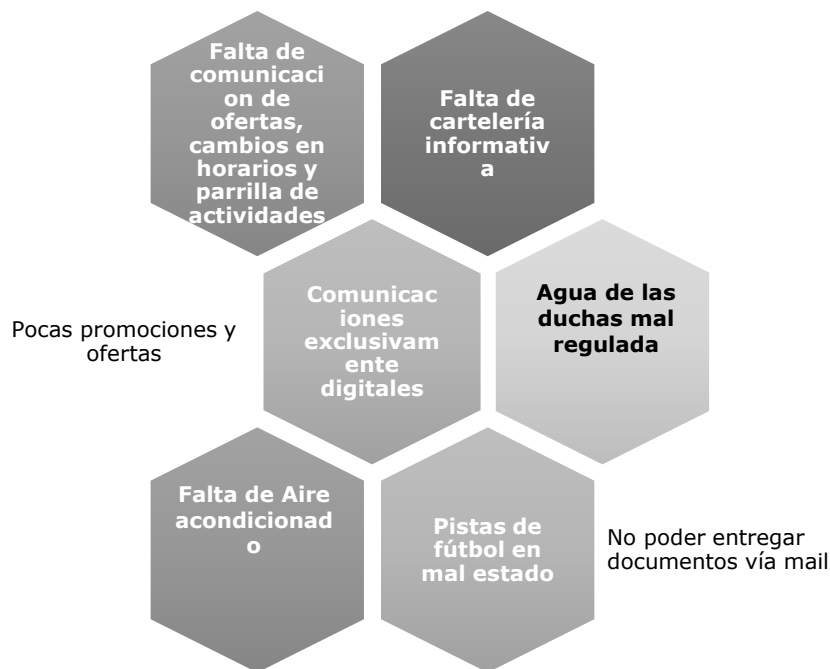 Falta de
comunicaci
on de
ofertas,
cambios en
horarios y
parrilla de
actividades
Falta de
cartelería
informativ
a
Pocas promociones y
ofertas
Comunicac
iones
exclusivam
ente
digitales
Agua de las
duchas mal
regulada
Falta de Aire
acondicionad
o
Pistas de
fútbol en
mal estado
No poder entregar
documentos vía mail